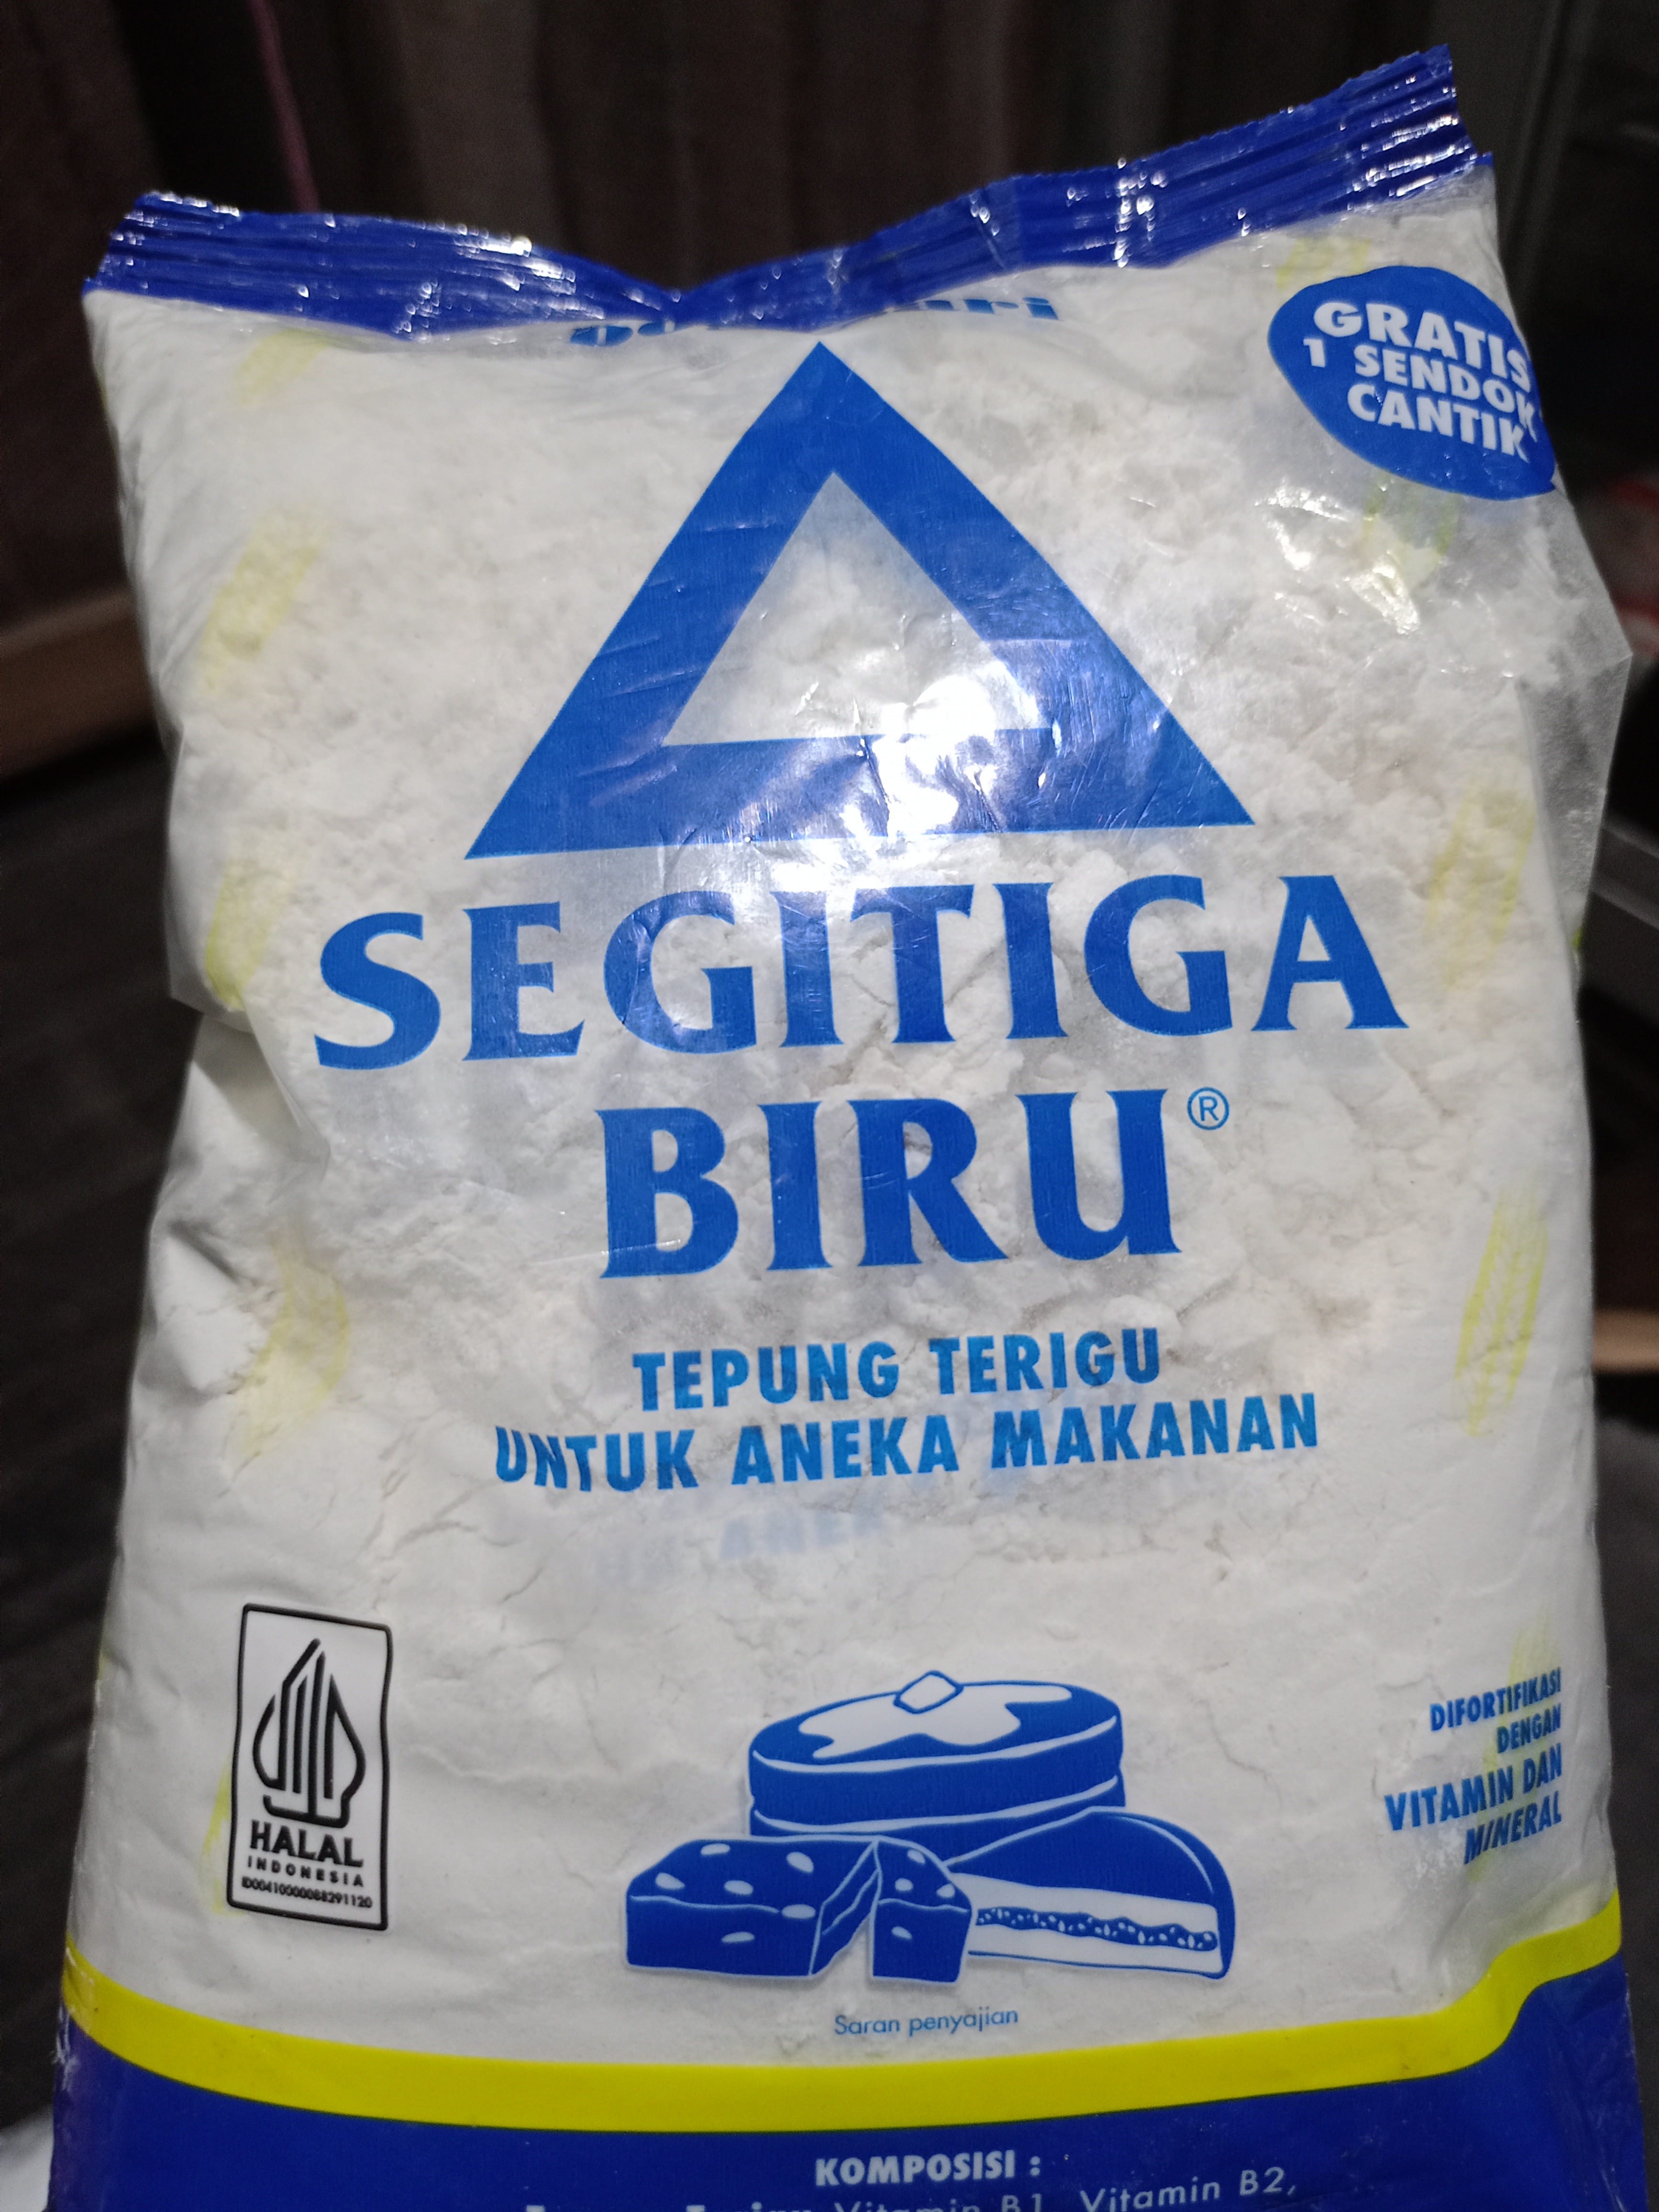 GRATIS
1 SENDOK
CANTIK
SEGITIGA
BIRU®
TEPUNG TERIGU
UNTUK ANEKA MAKANAN
HALAL
INDONESIA
ID00410000088291120
DIFORTIFIKASI
DENGAN
VITAMIN DAN
MINERAL
Saran penyajian
KOMPOSISI :
Vitamin B1, Vitamin B2,